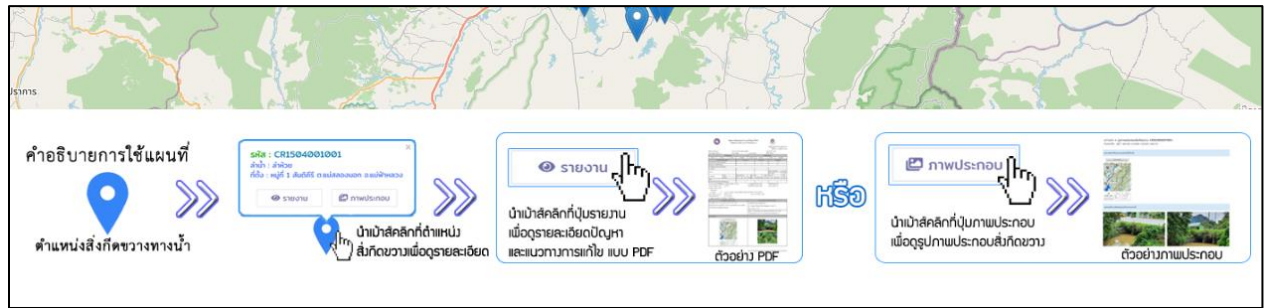 ปราการ
คำอธิบายการใช้แผนที่
ตำแหน่งสิ่งกีดขวางทางน้ำ
รหัส : CR1504001001
ลำน้ำ : ลำห้วย
ที่ตั้ง : หมู่ที่ 1 สันติคีรี ต.แม่สลองนอก อ.แม่ฟ้าหลวง
รายงาน
ภาพประกอบ
นำเม้าส์คลิกที่ตำแหน่ง
สิ่งกีดขวางเพื่อดูรายละเอียด
รายงาน
นำเม้าส์คลิกที่ปุ่มรายงาน
เพื่อดูรายละเอียดปัญหา
และแนวทางการแก้ไข แบบ PDF
ตัวอย่าง PDF
หรือ
ภาพประกอบ
นำเม้าส์คลิกที่ปุ่มภาพประกอบ
เพื่อดูรูปภาพประกอบสิ่งกีดขวาง
ตัวอย่างภาพประกอบ